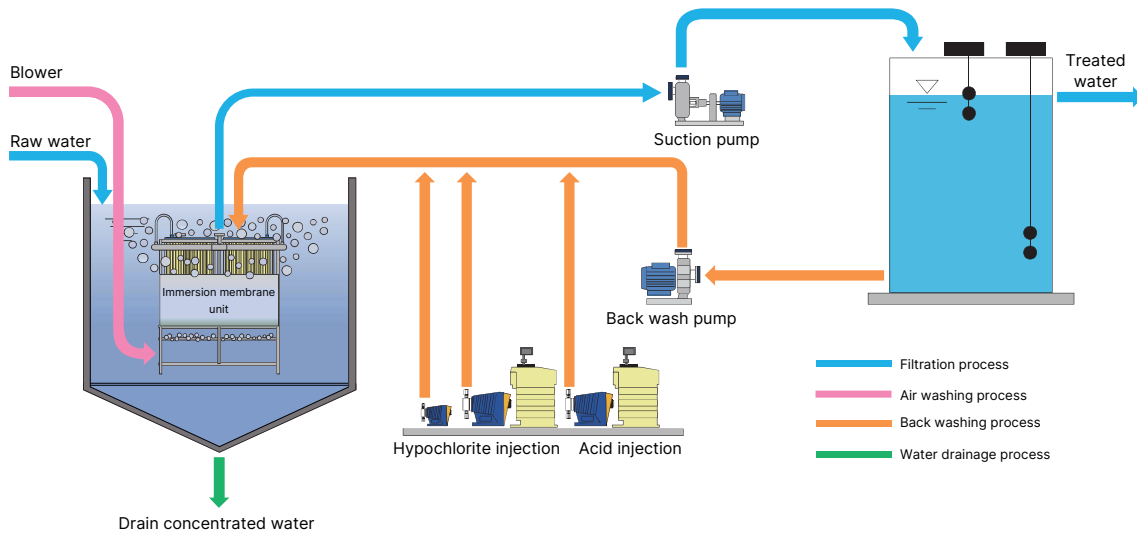 Blower
Raw water
Immersion membrane
unit
Drain concentrated water
Suction pump
Back wash pump
Hypochlorite injection
Acid injection
Treated
water
Filtration process
Air washing process
Back washing process
Water drainage process